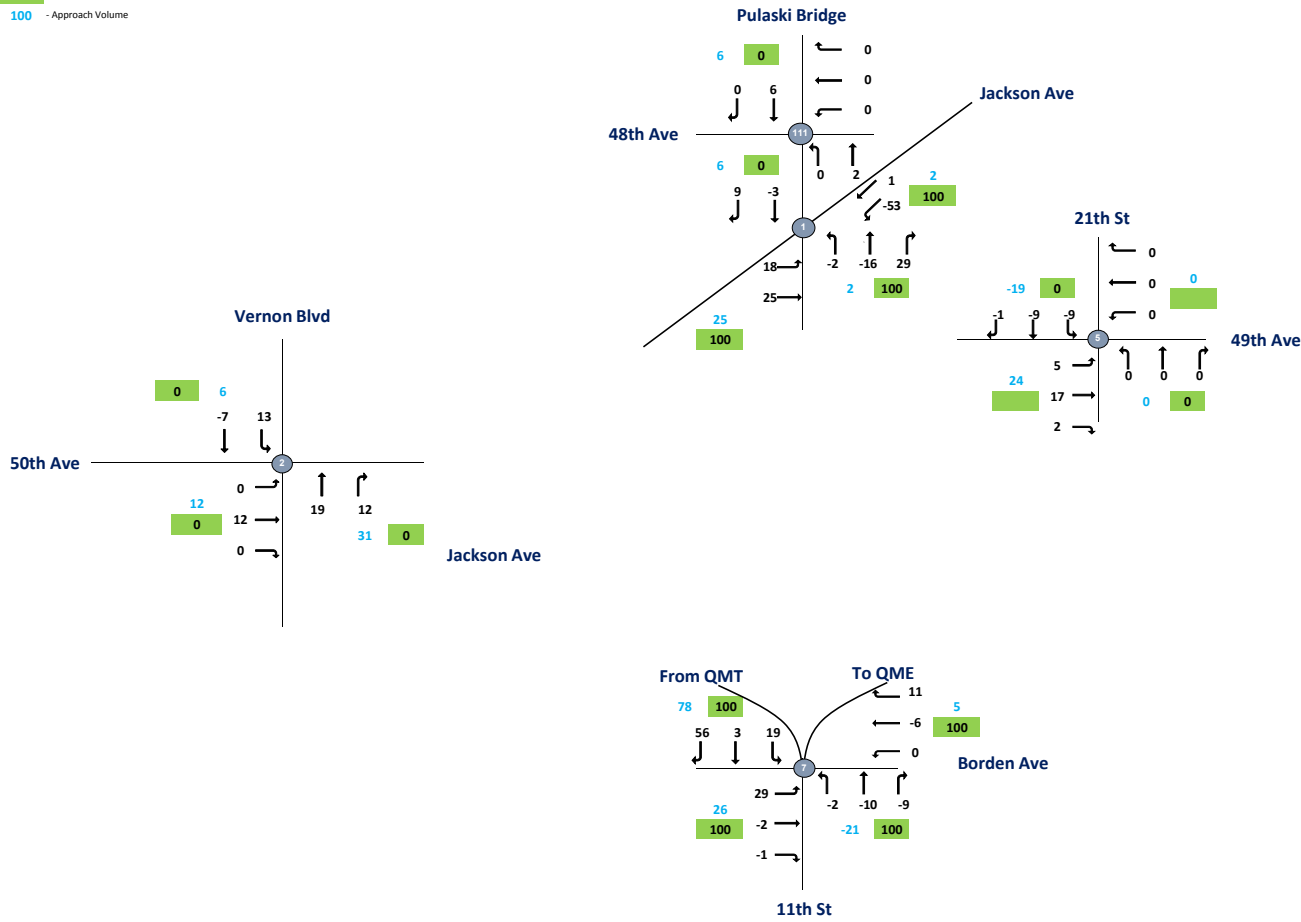 100 - Approach Volume
Pulaski Bridge
6 0
0
0
0
0 6
48th Ave
111
6 0
0 2
9 -3
Jackson Ave
1
-53
2
100
1
-2 -16 29
2 100
18
25
25
100
21th St
0
0
0
0
-19 0
-1 -9 -9
5
49th Ave
5
17
2
24
0 0 0
0 0
Vernon Blvd
0 6
-7 13
50th Ave
2
0
12
0
12
0
19 12
31 0
Jackson Ave
From QMT
To QME
78 100
56 3 19
11
-6
0
5
100
7
Borden Ave
29
-2
-1
26
100
-2 -10 -9
-21 100
11th St